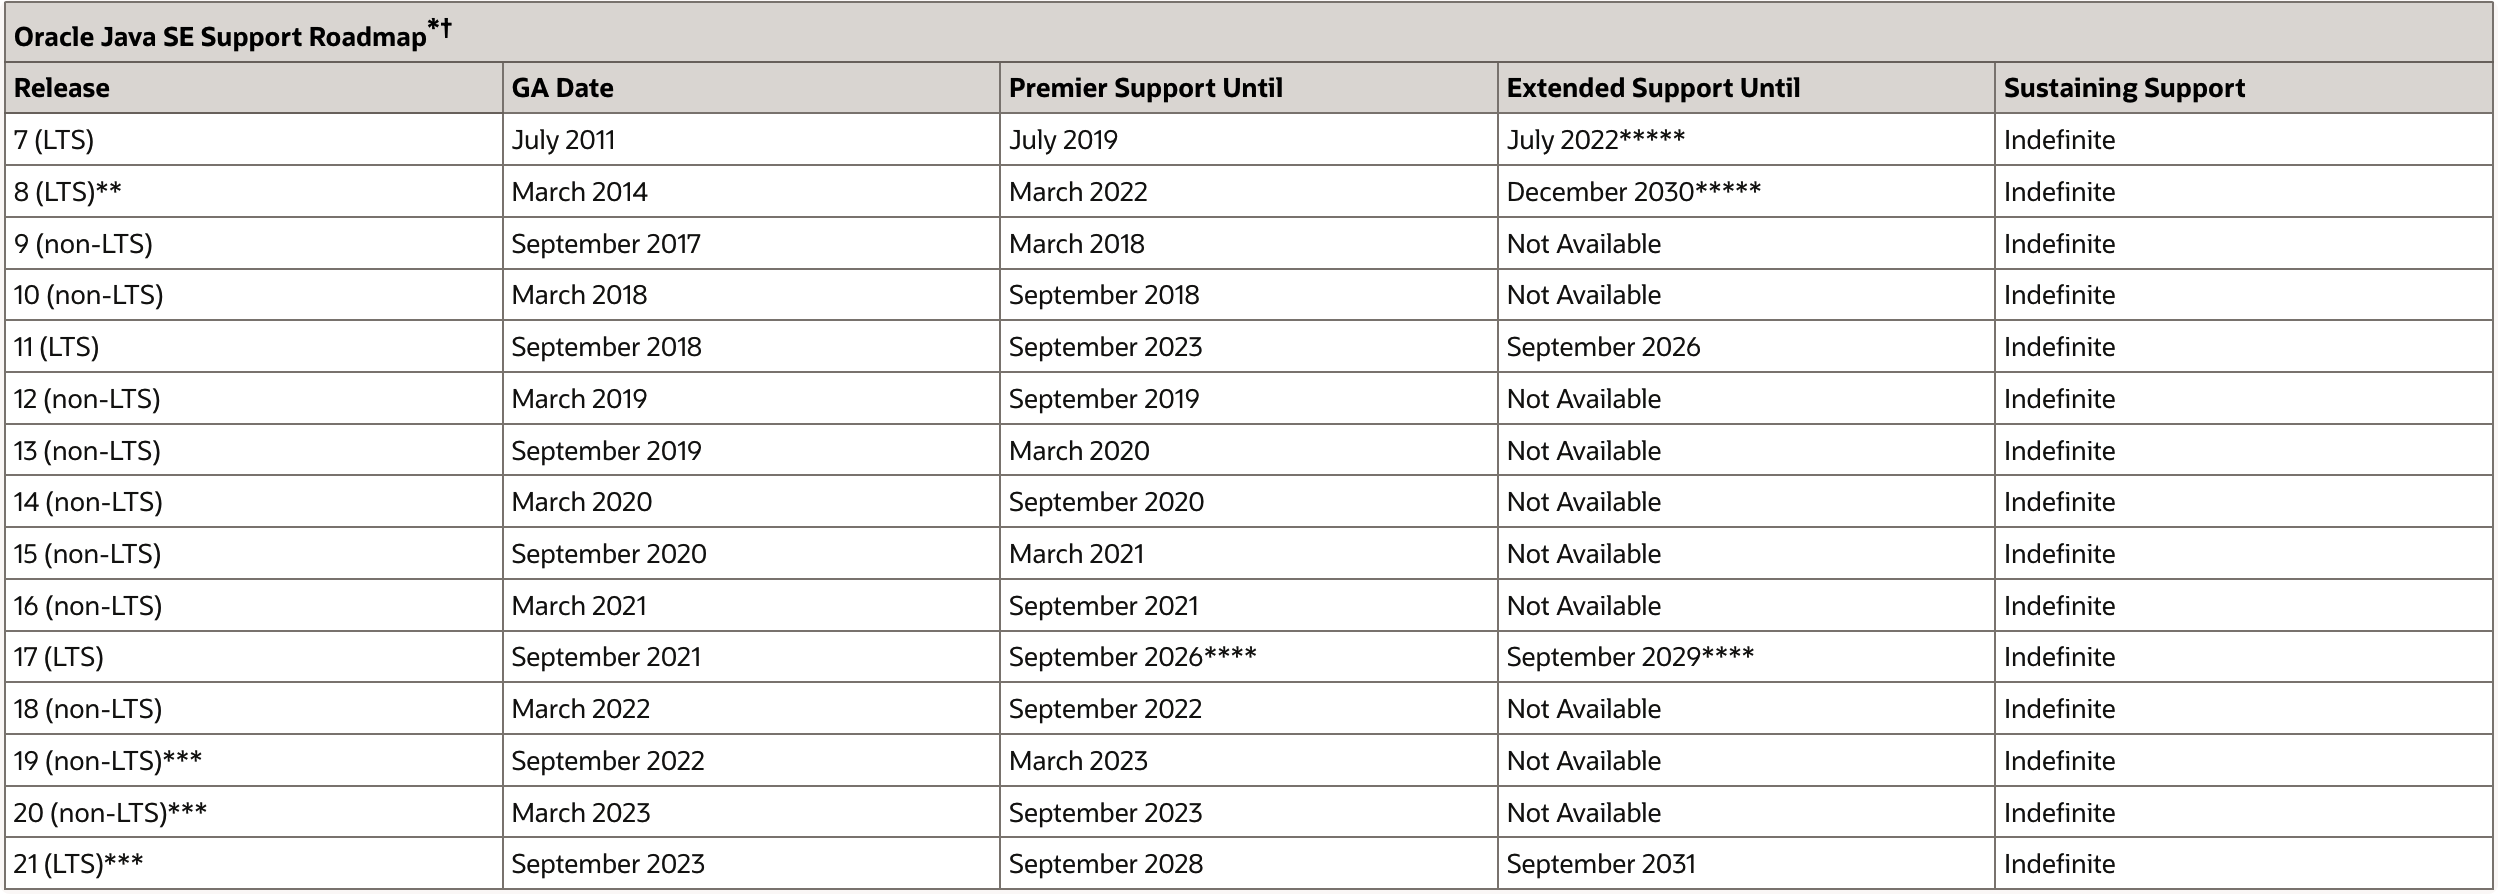 Oracle Java SE Support Roadmap*†
Release GA Date Premier Support Until Extended Support Until Sustaining Support
7 (LTS) July 2011 July 2019 July 2022***** Indefinite
8 (LTS)** March 2014 March 2022 December 2030***** Indefinite
9 (non-LTS) September 2017 March 2018 Not Available Indefinite
10 (non-LTS) March 2018 September 2018 Not Available Indefinite
11 (LTS) September 2018 September 2023 September 2026 Indefinite
12 (non-LTS) March 2019 September 2019 Not Available Indefinite
13 (non-LTS) September 2019 March 2020 Not Available Indefinite
14 (non-LTS) March 2020 September 2020 Not Available Indefinite
15 (non-LTS) September 2020 March 2021 Not Available Indefinite
16 (non-LTS) March 2021 September 2021 Not Available Indefinite
17 (LTS) September 2021 September 2026**** September 2029**** Indefinite
18 (non-LTS) March 2022 September 2022 Not Available Indefinite
19 (non-LTS)*** September 2022 March 2023 Not Available Indefinite
20 (non-LTS)*** March 2023 September 2023 Not Available Indefinite
21 (LTS)*** September 2023 September 2028 September 2031 Indefinite